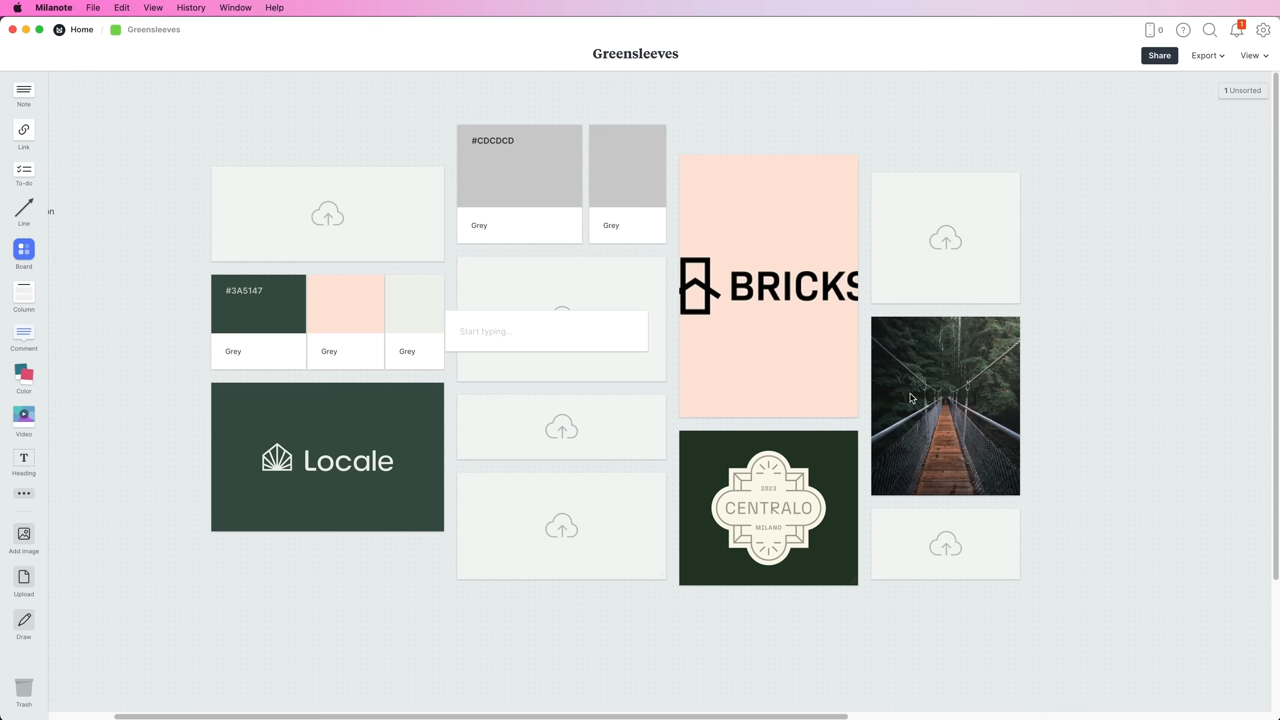 Milanote File Edit View History Window Help
Home / Greensleeves
0
?
1
Greensleeves
Share
Export
View
1 Unsorted
Note
Link
To-do
Line
Board
Column
Comment
Color
Video
T
Heading
Add image
Upload
Draw
Trash
#CDCDCD
Grey
Grey
#3A5147
Grey
Grey
Grey
Start typing...
Locale
BRICKS
2023
CENTRALO
MILANO